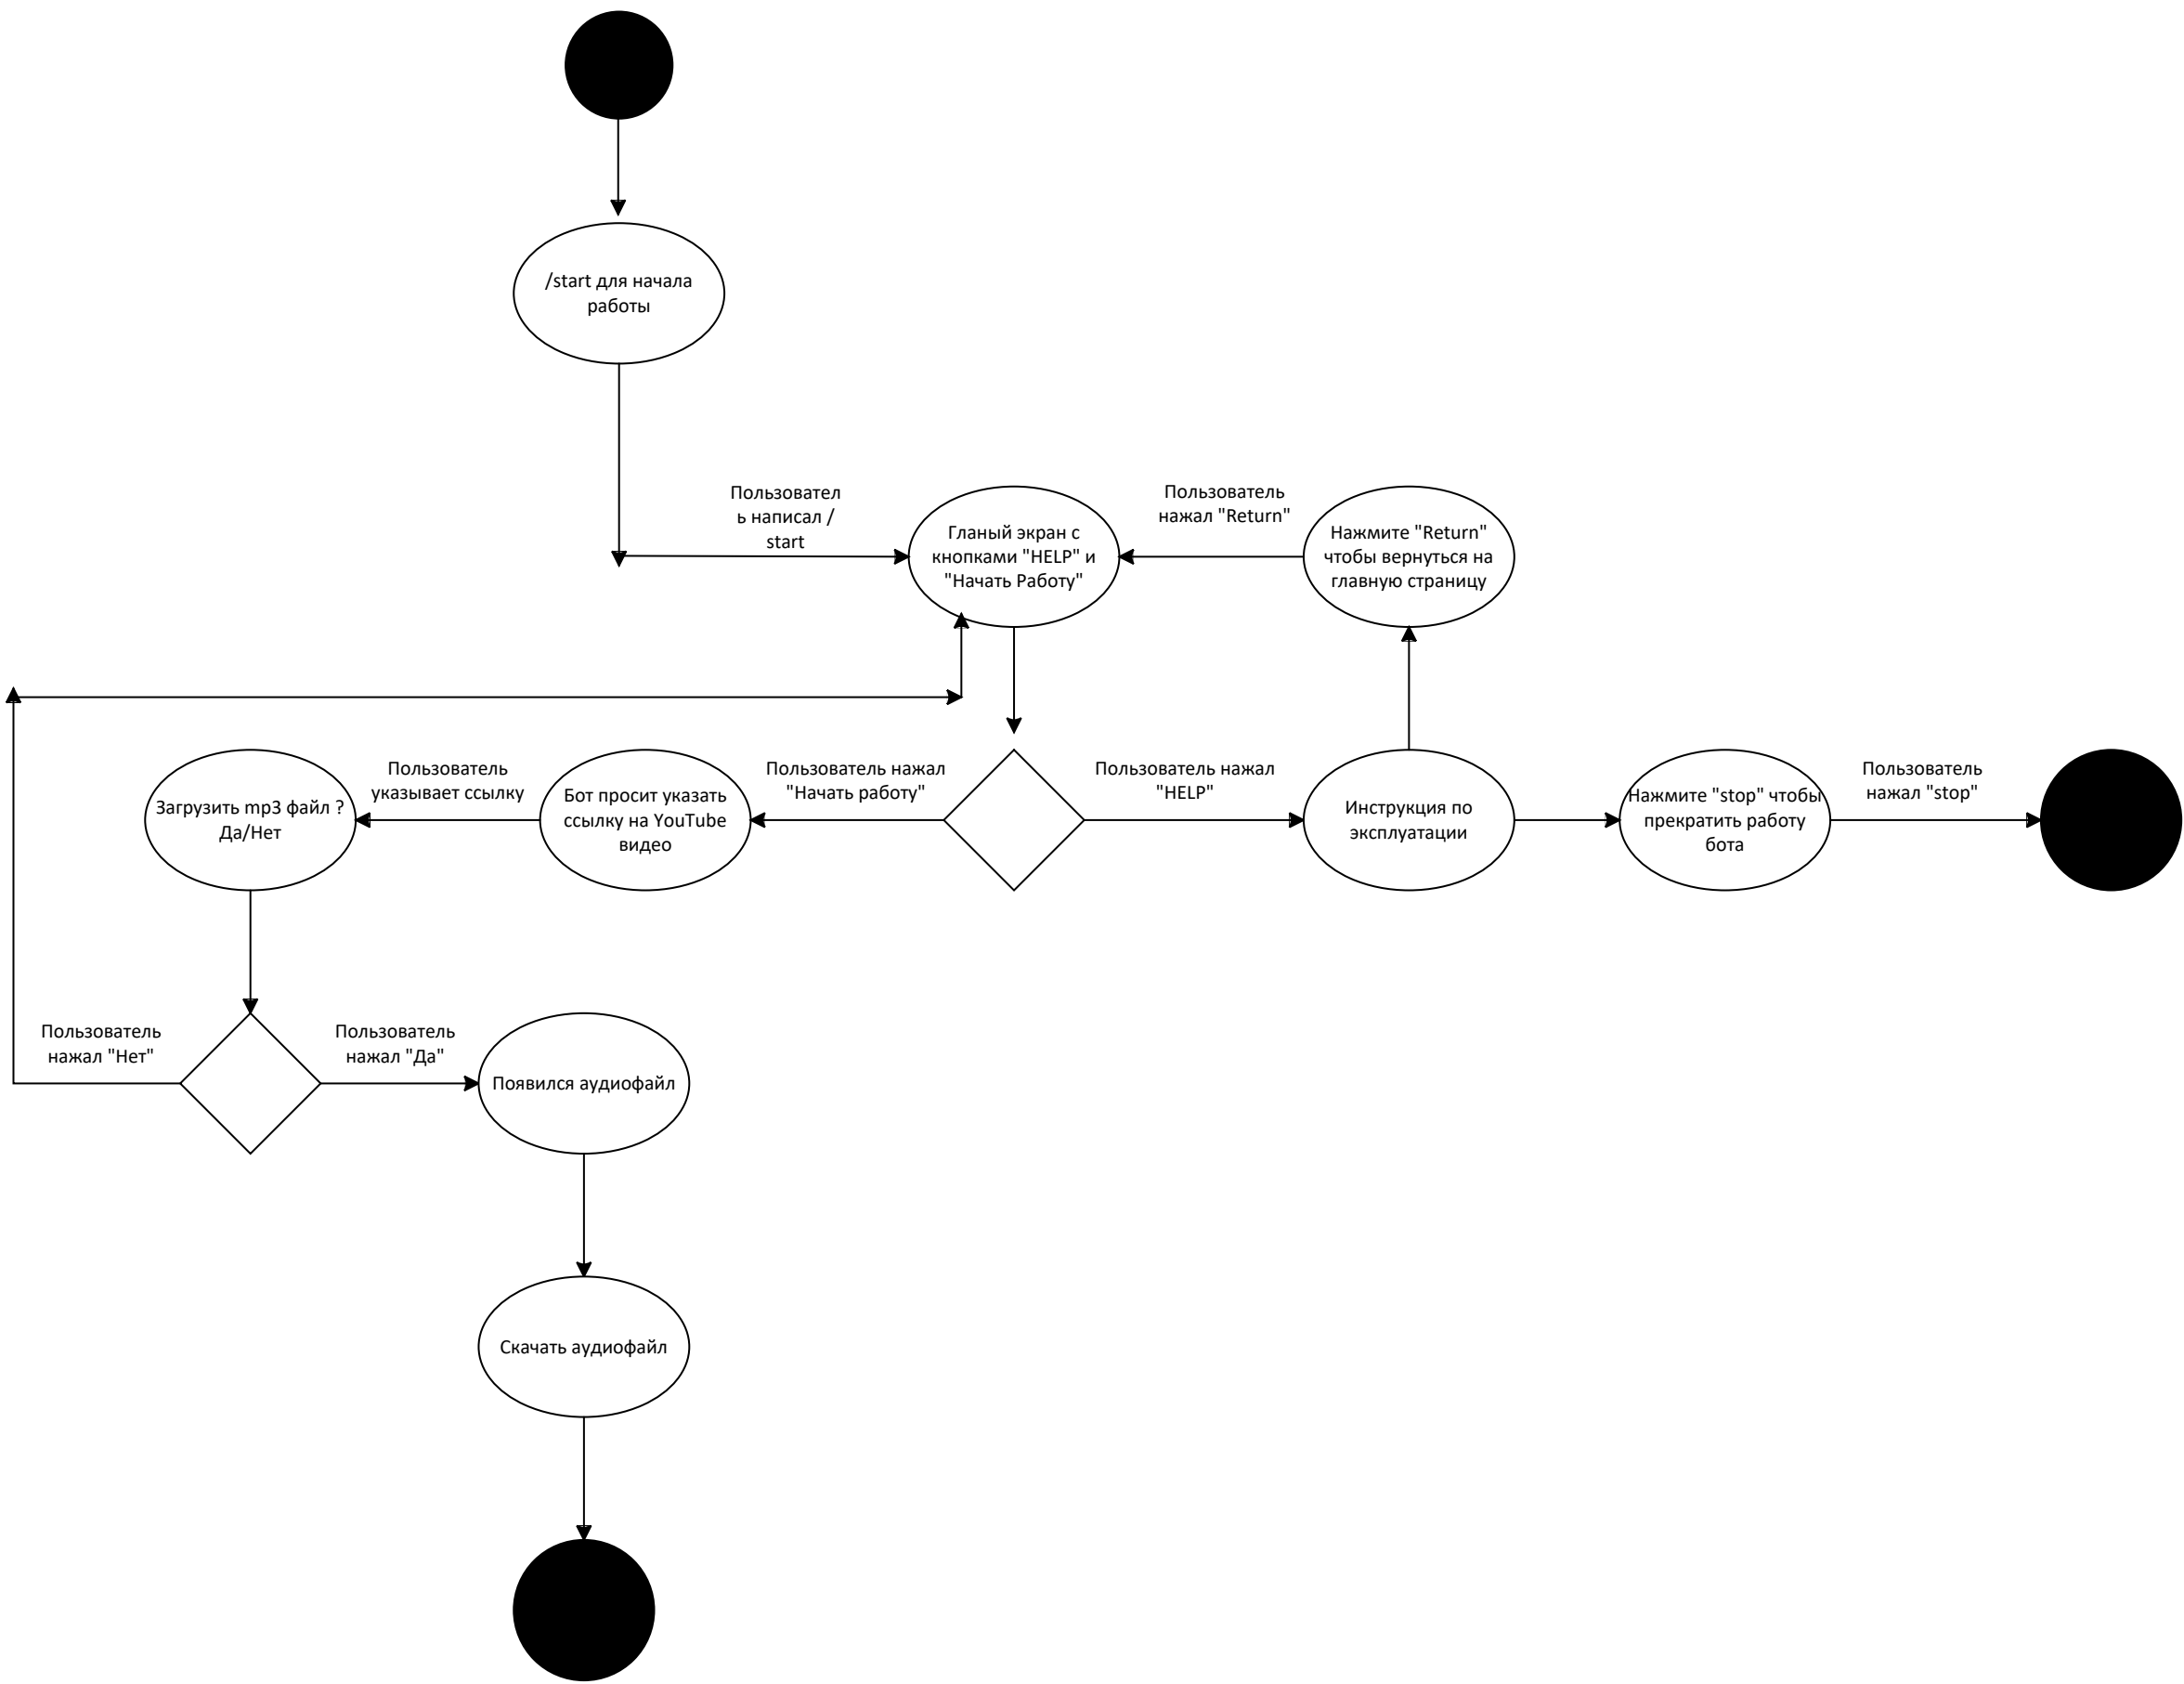 /start для начала
работы
Пользовател
ь написал /
start
Гланый экран с
кнопками "HELP" и
"Начать Работу"
Пользователь
нажал "Return"
Нажмите "Return"
чтобы вернуться на
главную страницу
Загрузить mp3 файл ?
Да/Нет
Пользователь
указывает ссылку
Бот просит указать
ссылку на YouTube
видео
Пользователь нажал
"Начать работу"
Пользователь нажал
"HELP"
Инструкция по
эксплуатации
Нажмите "stop" чтобы
прекратить работу
бота
Пользователь
нажал "stop"
Пользователь
нажал "Нет"
Пользователь
нажал "Да"
Появился аудиофайл
Скачать аудиофайл